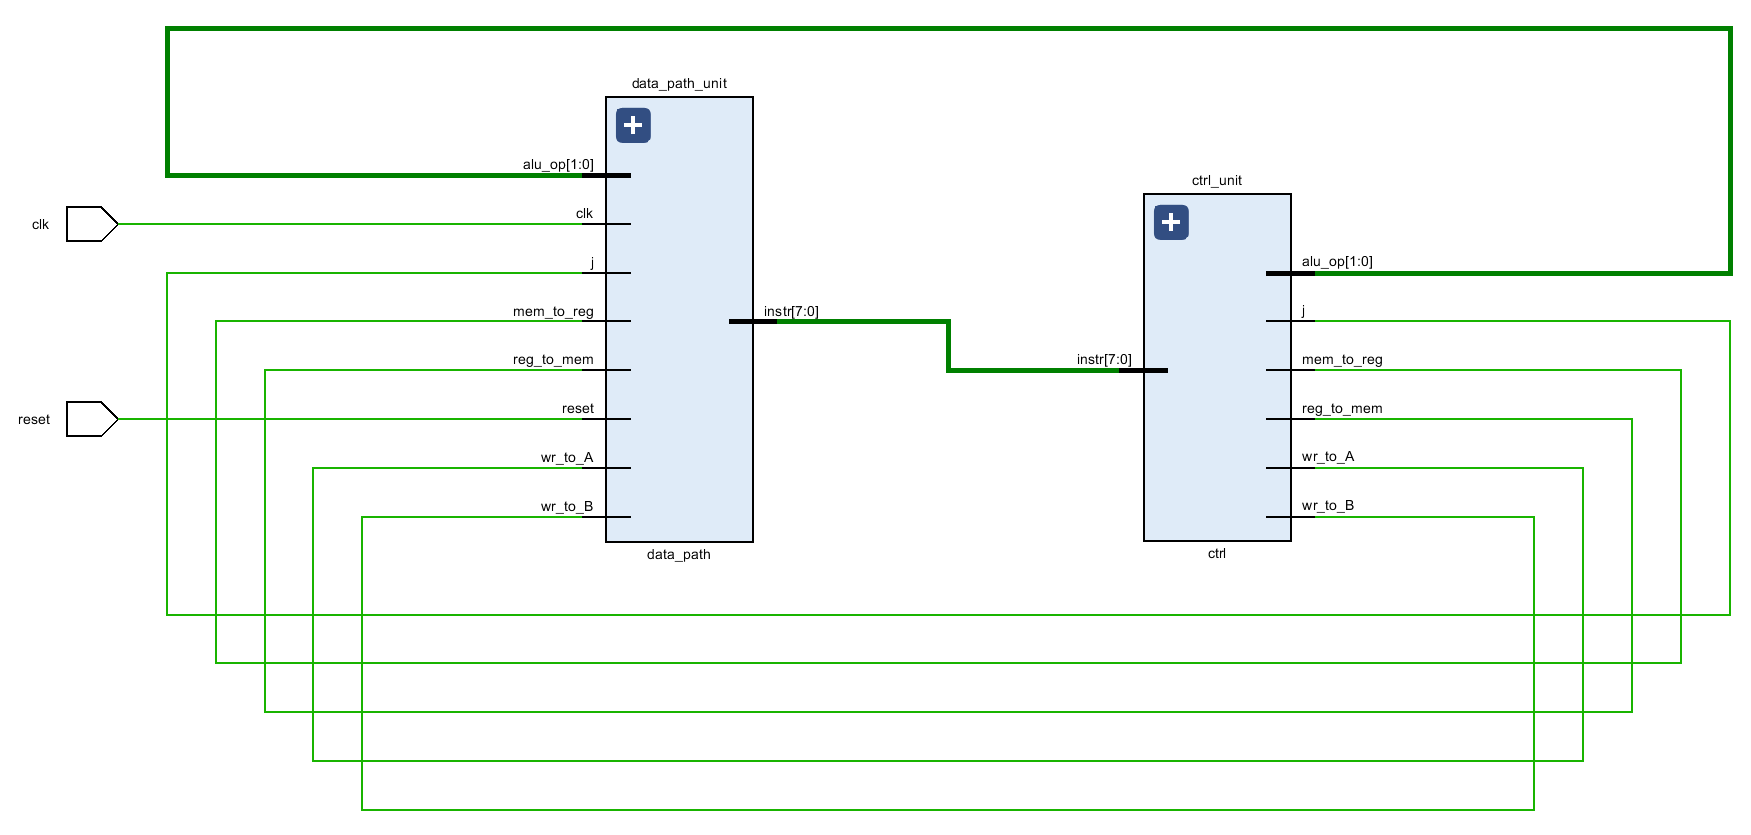 data_path_unit
alu_op[1:0]
clk
clk
j
mem_to_reg
reg_to_mem
reset
reset
wr_to_A
wr_to_B
instr[7:0]
data_path
ctrl_unit
instr[7:0]
alu_op[1:0]
j
mem_to_reg
reg_to_mem
wr_to_A
wr_to_B
ctrl